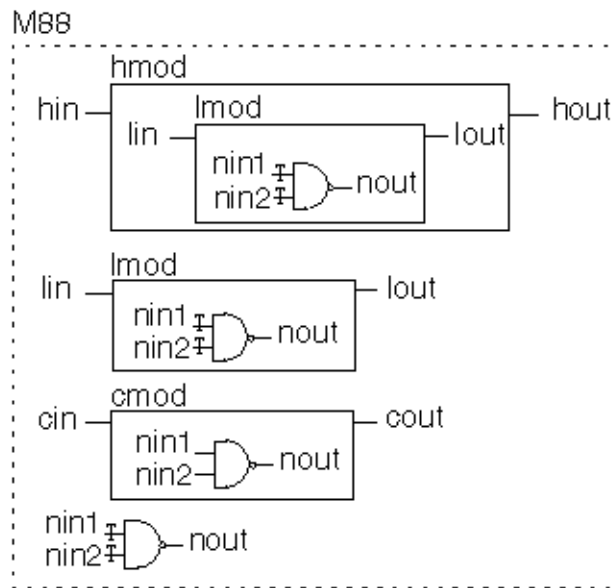 M88
hmod
hin
hout
lmod
lin
lout
nin1
nin2
nout
lmod
lin
lout
nin1
nin2
nout
cmod
cin
cout
nin1
nin2
nout
nin1
nin2
nout